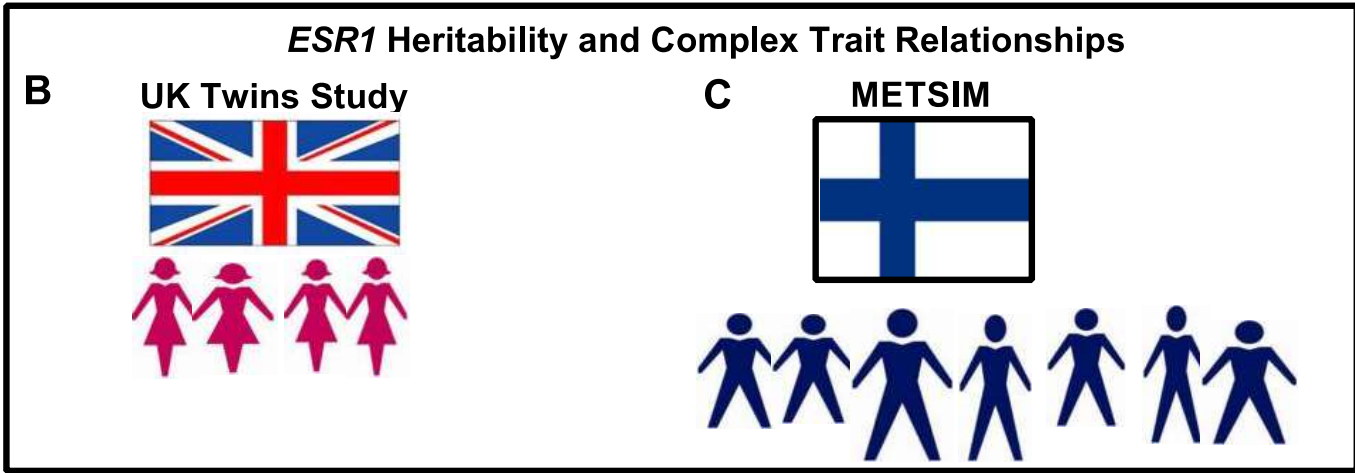 ESR1 Heritability and Complex Trait Relationships
B
UK Twins Study
C
METSIM